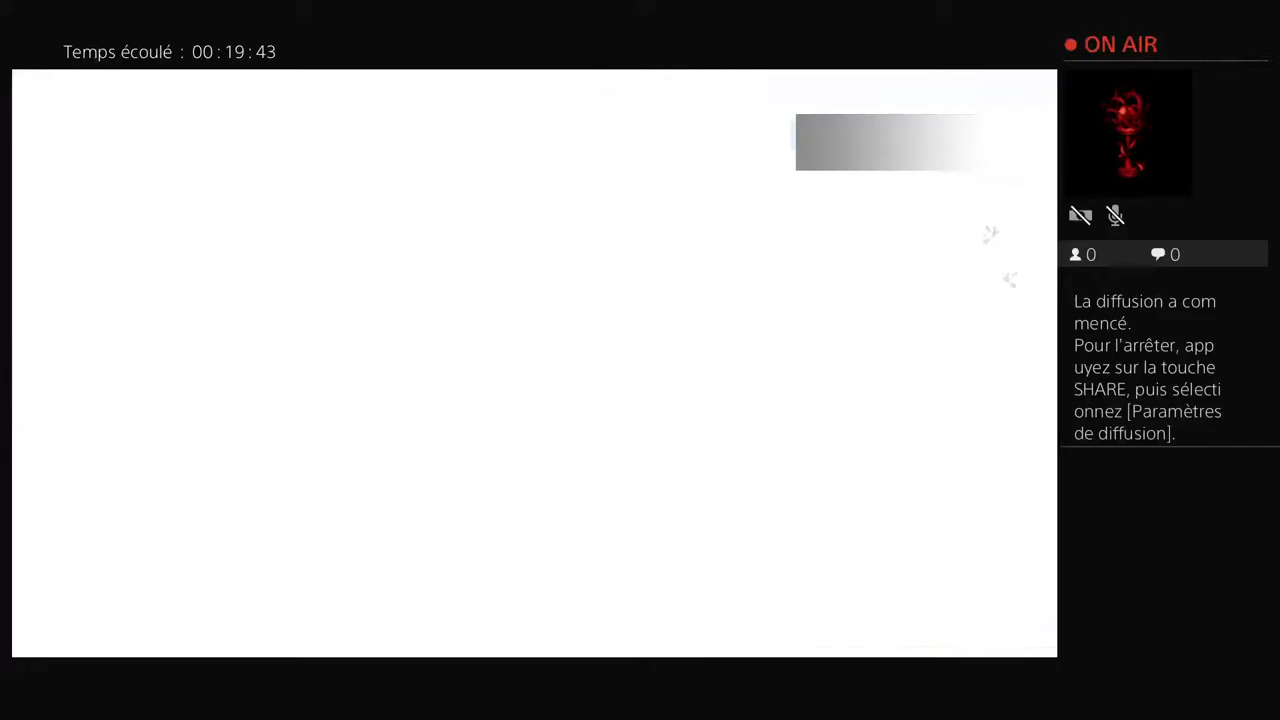 Temps écoulé : 00:19:43
ON AIR
0 0
La diffusion a com
mencé.
Pour l'arrêter, app
uyez sur la touche
SHARE, puis sélecti
onnez [Paramètres
de diffusion].